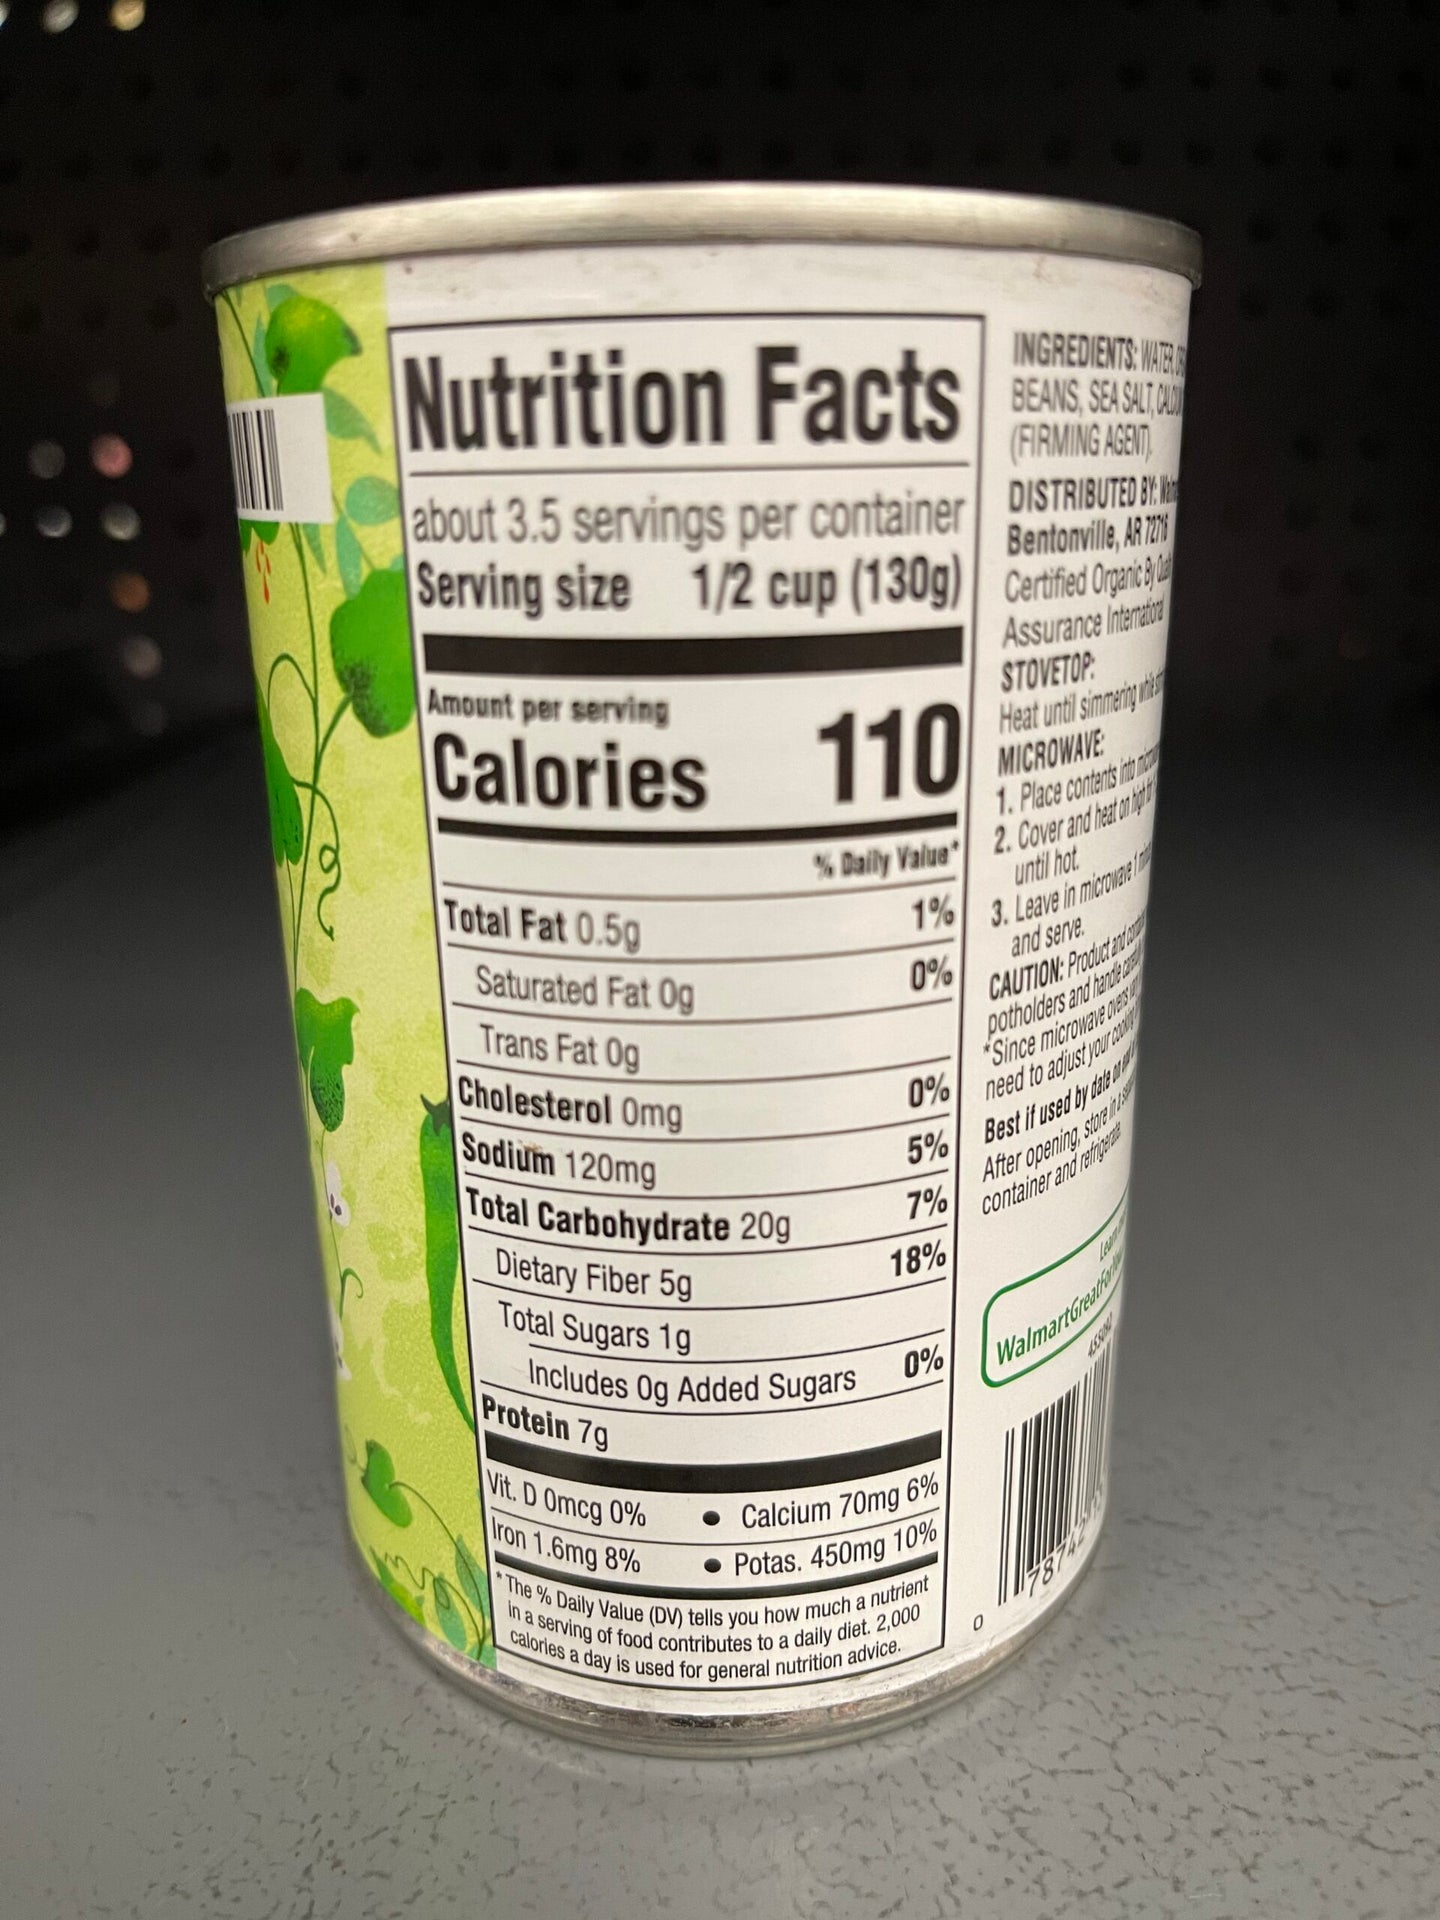 Nutrition Facts
about 3.5 servings per container
Serving size 1/2 cup (130g)
Amount per serving
Calories 110
% Daily Value*
Total Fat 0.5g 1%
Saturated Fat 0g 0%
Trans Fat 0g
Cholesterol 0mg 0%
Sodium 120mg 5%
Total Carbohydrate 20g 7%
Dietary Fiber 5g 18%
Total Sugars 1g
Includes 0g Added Sugars 0%
Protein 7g
Vit. D 0mcg 0% • Calcium 70mg 6%
Iron 1.6mg 8% • Potas. 450mg 10%
* The % Daily Value (DV) tells you how much a nutrient
in a serving of food contributes to a daily diet. 2,000
calories a day is used for general nutrition advice.
INGREDIENTS: WATER,
BEANS, SEA SALT,
(FIRMING AGENT).
DISTRIBUTED BY:
Bentonville, AR 72716
Certified Organic By
Assurance International
STOVETOP:
Heat until simmering while
MICROWAVE:
1. Place contents into
2. Cover and heat on high for
until hot.
3. Leave in microwave 1
and serve.
CAUTION: Product and
potholders and handle
*Since microwave ovens
need to adjust your cooking
Best if used by date on
After opening, store in a
container and refrigerate.
Learn
WalmartGreatFor
0 78742